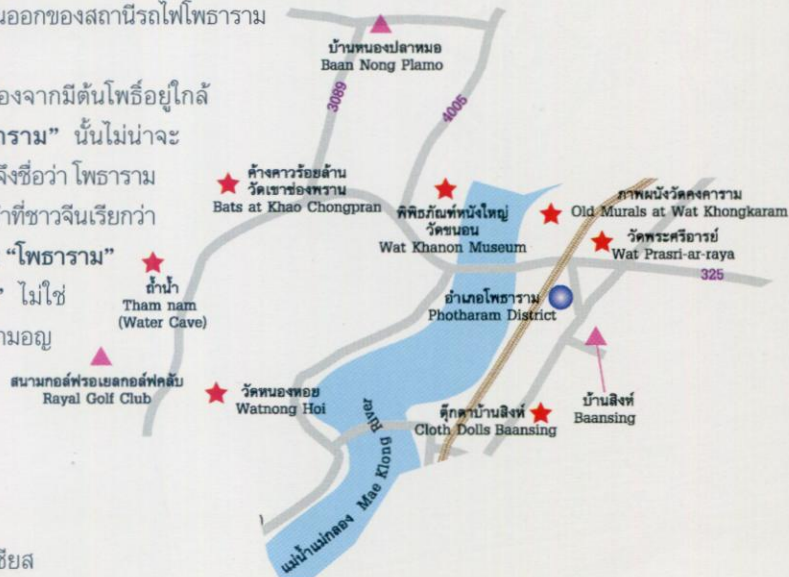 นออกของสถานีรถไฟโพธาราม
องจากมีต้นโพธิ์อยู่ใกล้
าราม” นั้นไม่น่าจะ
จึงชื่อว่า โพธาราม
าที่ชาวจีนเรียกว่า
“โพธาราม”
” ไม่ใช่
ามอญ
ชียส
บ้านหนองปลาหมอ
Baan Nong Plamo
3089
4005
ค้างคาวร้อยล้าน
วัดเขาช่องพราน
Bats at Khao Chongpran
พิพิธภัณฑ์หนังใหญ่
วัดขนอน
Wat Khanon Museum
ภาพผนังวัดคงคาราม
Old Murals at Wat Khongkaram
วัดพระศรีอารย์
Wat Prasri-ar-raya
325
ถ้ำน้ำ
Tham nam
(Water Cave)
อำเภอโพธาราม
Photharam District
สนามกอล์ฟรอเยลกอล์ฟคลับ
Rayal Golf Club
วัดหนองหอย
Watnong Hoi
ตุ๊กตาบ้านสิงห์
Cloth Dolls Baansing
บ้านสิงห์
Baansing
แม่น้ำแม่กลอง Mae Klong River